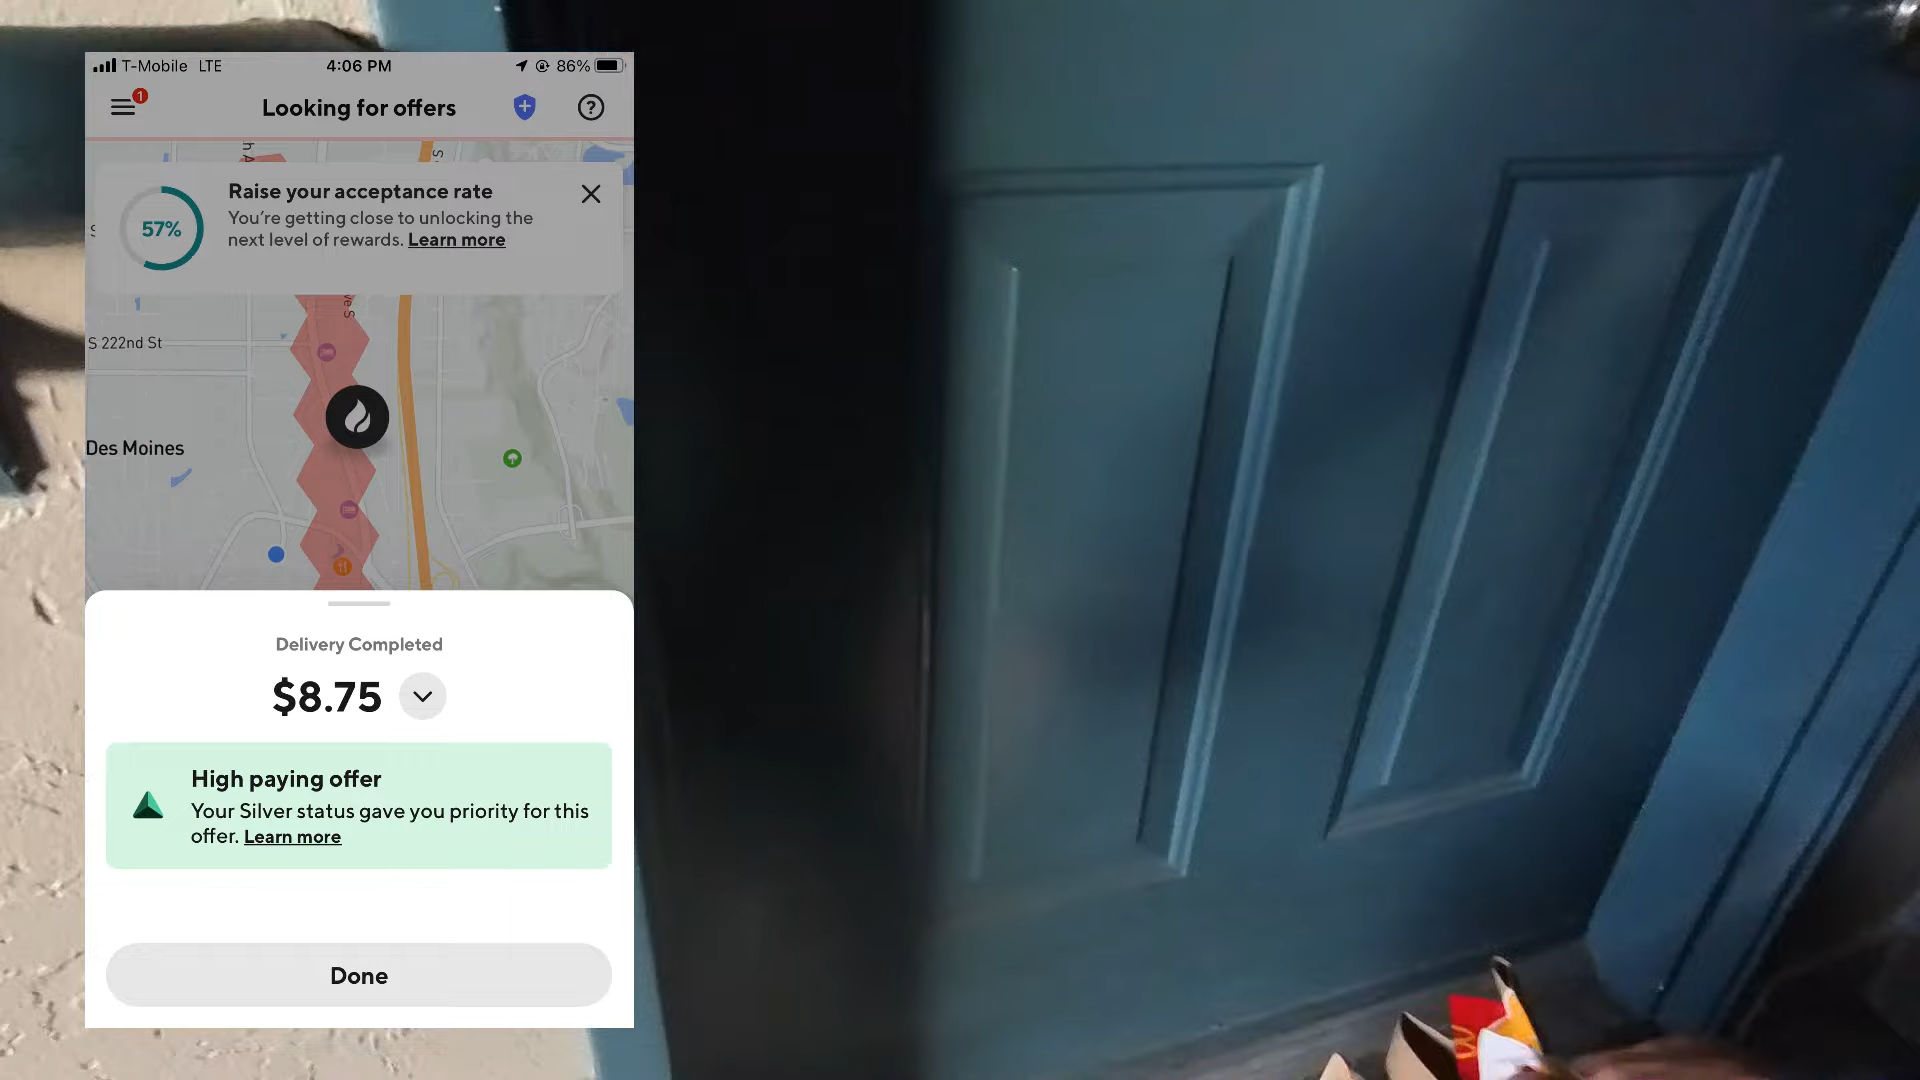 T-Mobile LTE 4:06 PM 86%
1
Looking for offers
Raise your acceptance rate
57%
You're getting close to unlocking the
next level of rewards. Learn more
S 222nd St
Des Moines
Delivery Completed
$8.75
High paying offer
Your Silver status gave you priority for this
offer. Learn more
Done